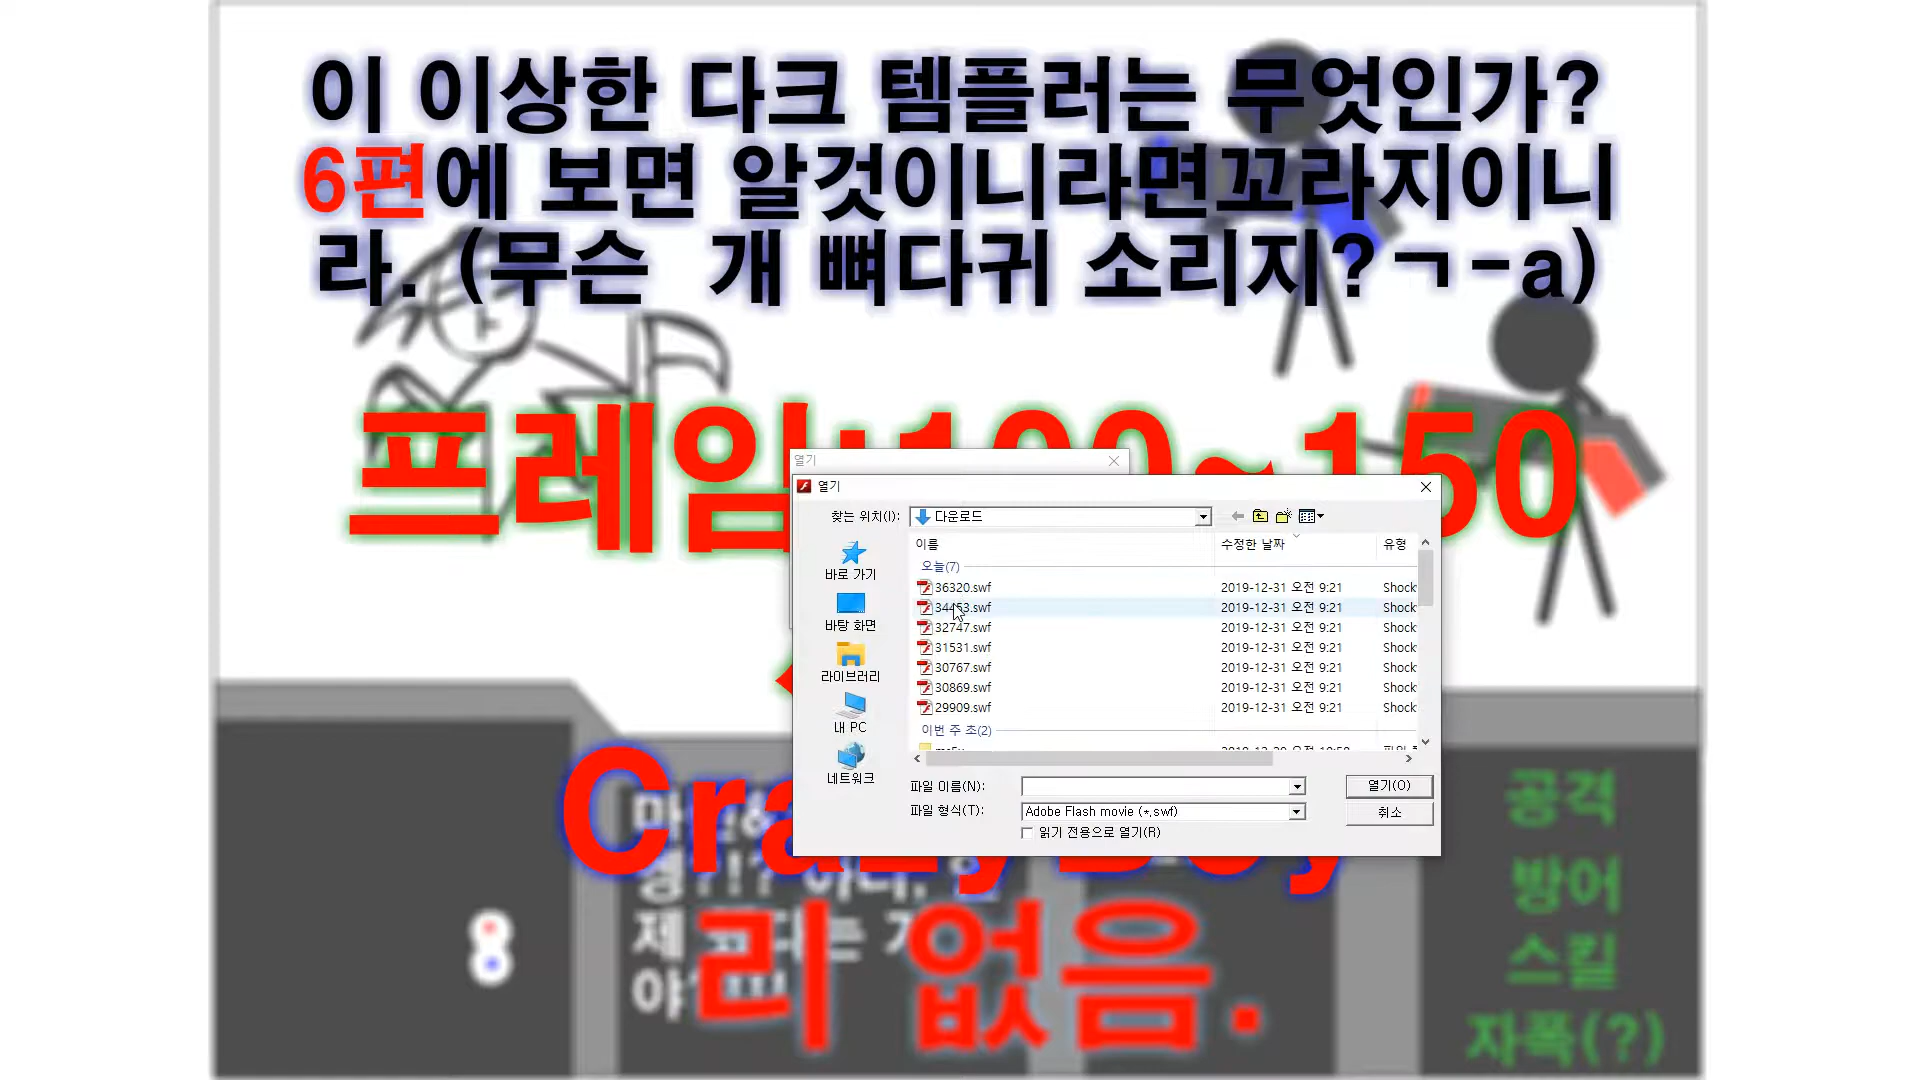 이 이상한 다크 템플러는 무엇인가?
6편에 보면 알것이니라면꼬라지이니
라. (무슨 개 뼈다귀 소리지?ㄱ-a)
프레임:100~150
열기
열기
찾는 위치(I):
다운로드
이름
수정한 날짜
유형
바로 가기
바탕 화면
라이브러리
내 PC
네트워크
오늘(7)
36320.swf 2019-12-31 오전 9:21 Shock
34453.swf 2019-12-31 오전 9:21 Shock
32747.swf 2019-12-31 오전 9:21 Shock
31531.swf 2019-12-31 오전 9:21 Shock
30767.swf 2019-12-31 오전 9:21 Shock
30869.swf 2019-12-31 오전 9:21 Shock
29909.swf 2019-12-31 오전 9:21 Shock
이번 주 초(2)
파일 이름(N):
열기(O)
파일 형식(T):
Adobe Flash movie (*.swf)
취소
읽기 전용으로 열기(R)
리 없음.
공격
방어
스킬
자폭(?)